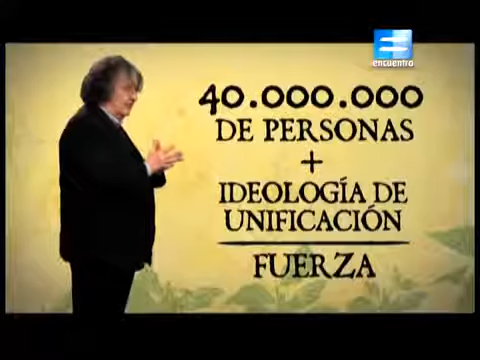 encuentro
40.000.000
DE PERSONAS
+
IDEOLOGÍA DE
UNIFICACIÓN
FUERZA